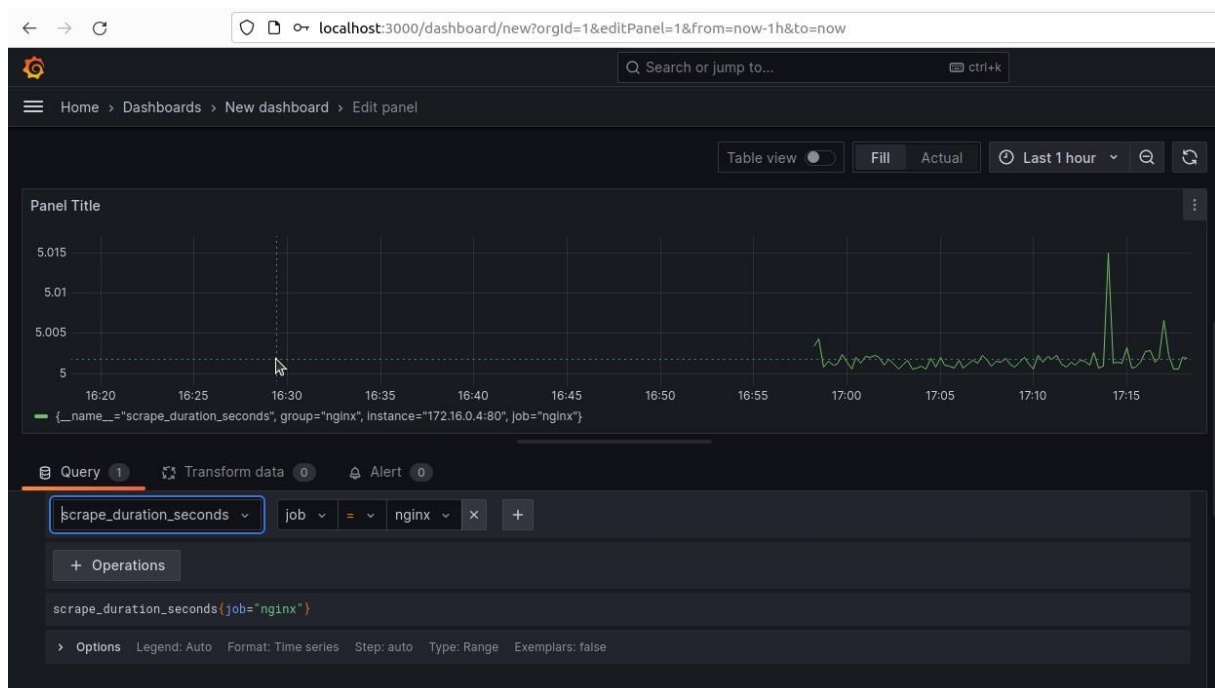 localhost:3000/dashboard/new?orgId=1&editPanel=1&from=now-1h&to=now
Search or jump to... ctrl+k
Home › Dashboards › New dashboard › Edit panel
Table view Fill Actual Last 1 hour
Panel Title
5.015
5.01
5.005
5
16:20 16:25 16:30 16:35 16:40 16:45 16:50 16:55 17:00 17:05 17:10 17:15
{__name__="scrape_duration_seconds", group="nginx", instance="172.16.0.4:80", job="nginx"}
Query 1 Transform data 0 Alert 0
scrape_duration_seconds job = nginx × +
+ Operations
scrape_duration_seconds{job="nginx"}
› Options Legend: Auto Format: Time series Step: auto Type: Range Exemplars: false